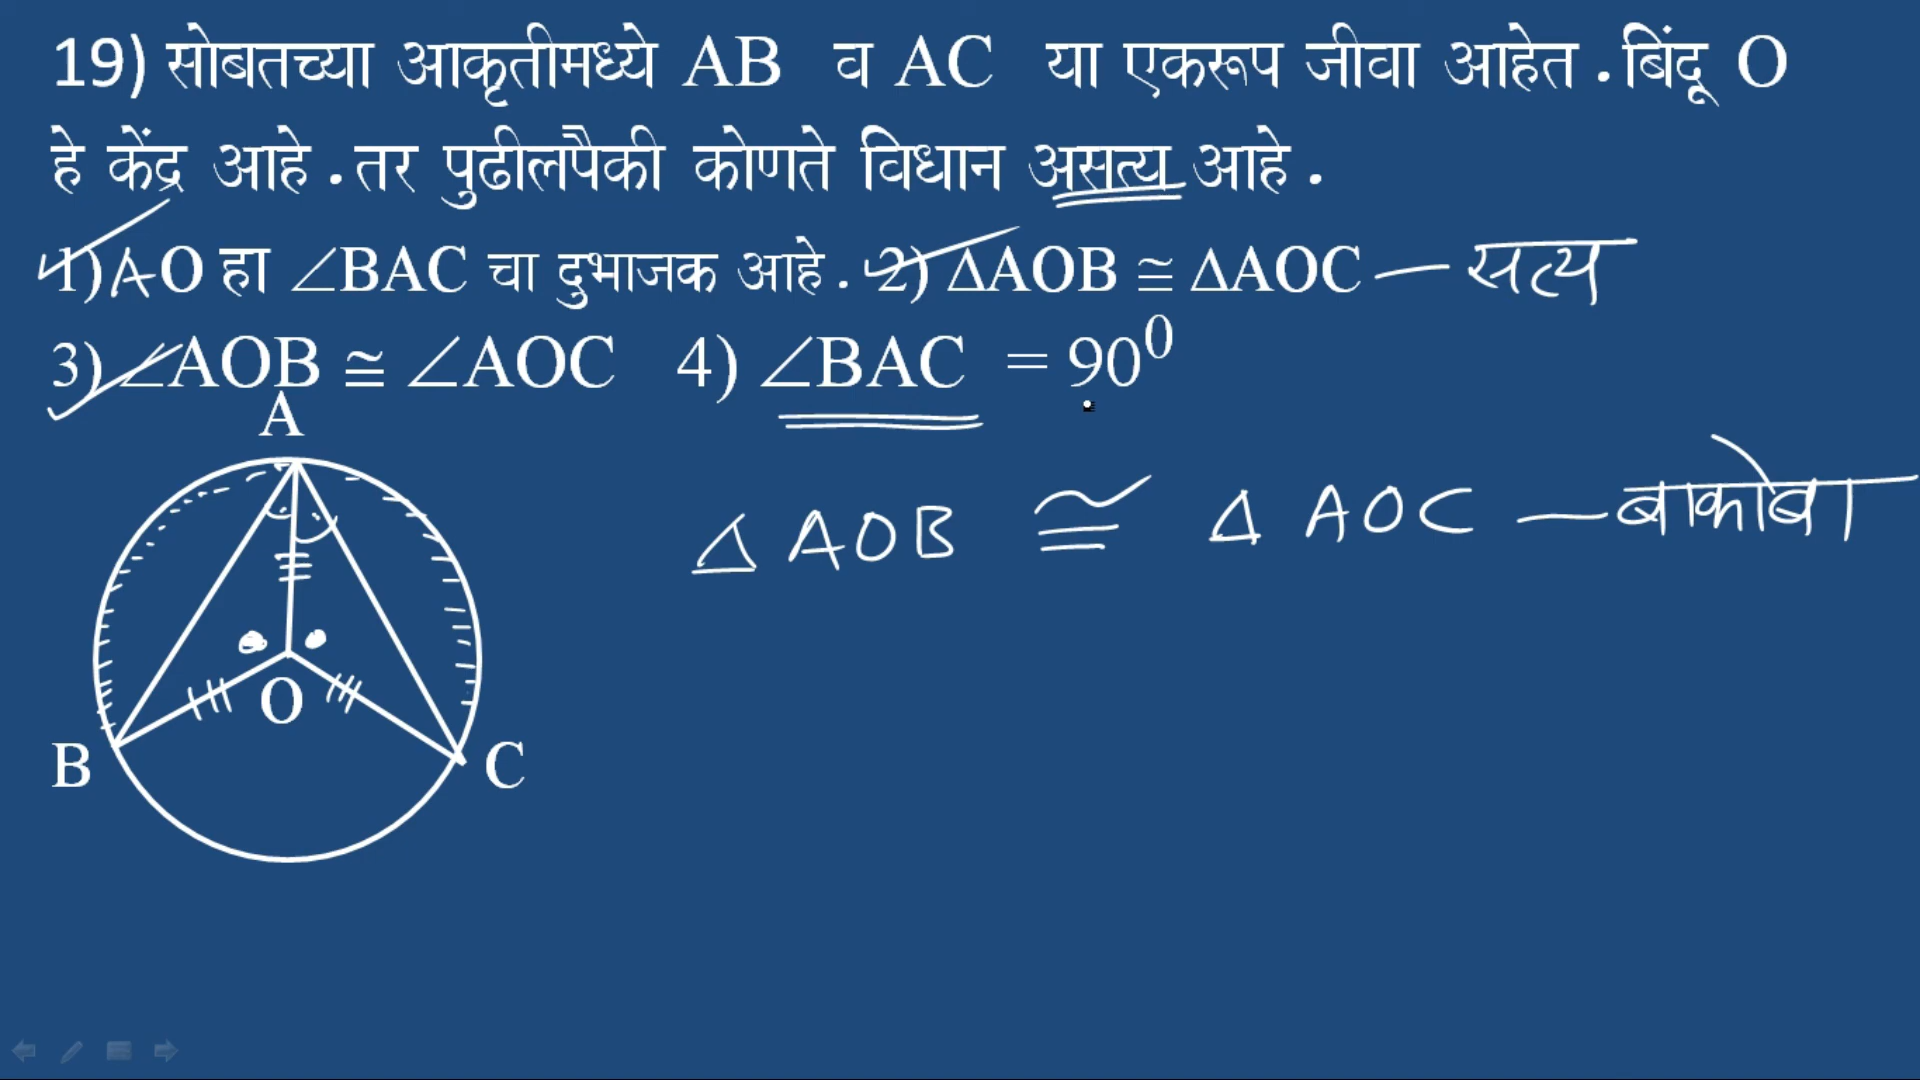 19) सोबतच्या आकृतीमध्ये AB व AC या एकरूप जीवा आहेत . बिंदू O
हे केंद्र आहे . तर पुढीलपैकी कोणते विधान असत्य आहे .
1) AO हा ∠BAC चा दुभाजक आहे . 2) ΔAOB ≅ ΔAOC — सत्य
3) ∠AOB ≅ ∠AOC 4) ∠BAC = 90⁰
A
Δ AOB ≅ Δ AOC — बाकोबा
O
B
C